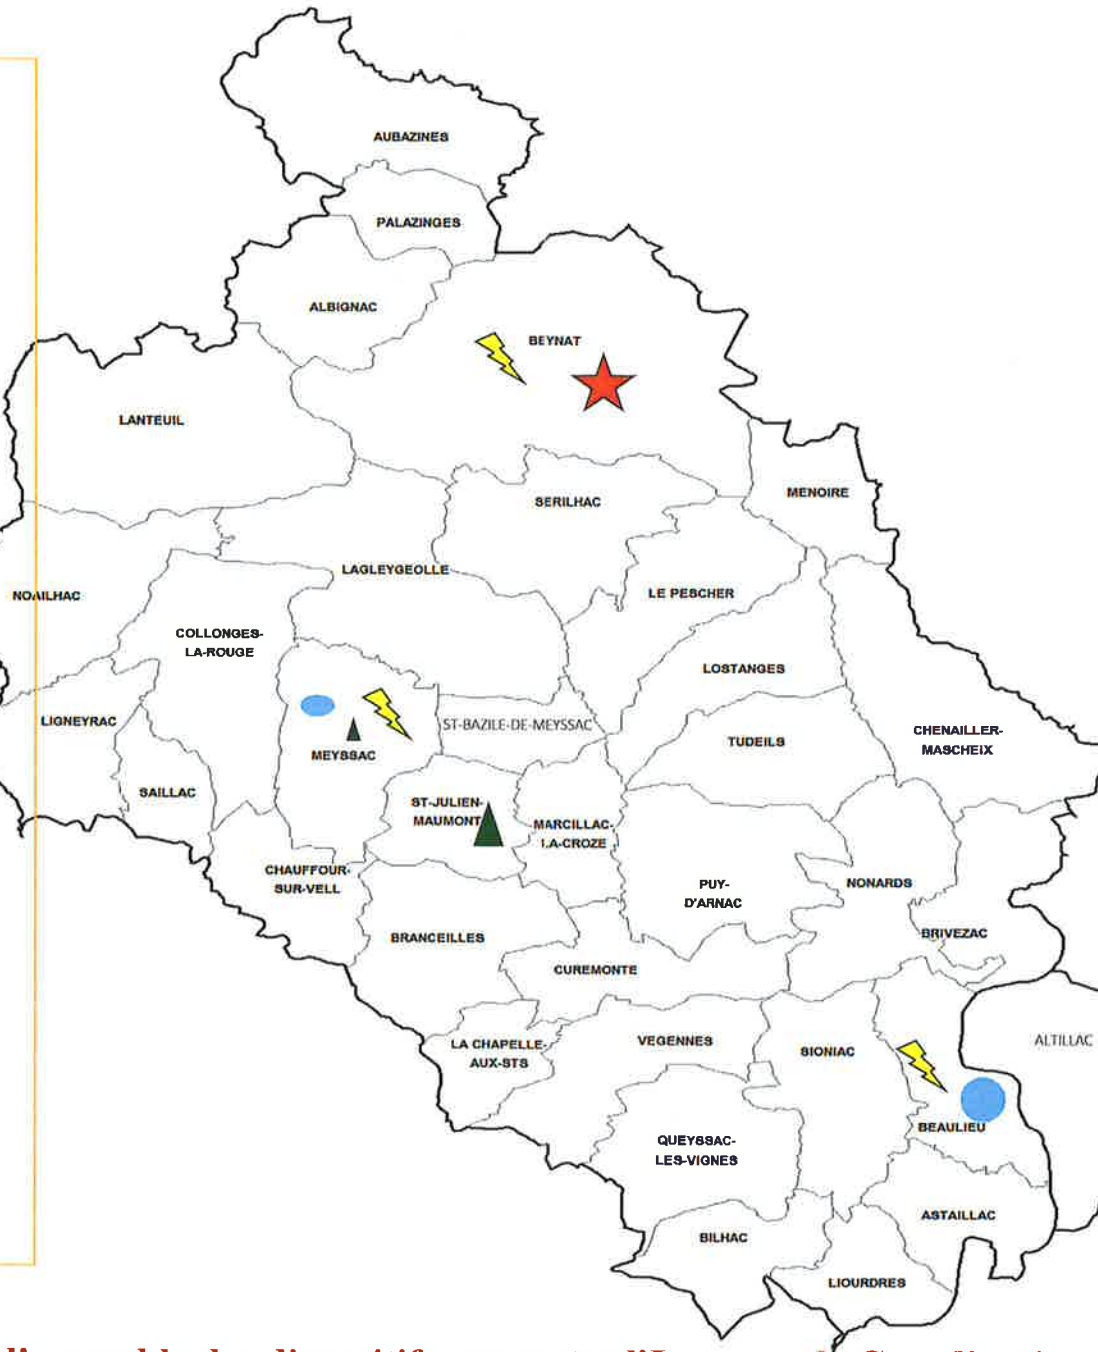 AUBAZINES
PALAZINGES
ALBIGNAC
BEYNAT
LANTEUIL
MENOIRE
SERILHAC
LAGLEYGEOLLE
LE PESCHER
NOAILHAC
COLLONGES-
LA-ROUGE
LOSTANGES
LIGNEYRAC
ST-BAZILE-DE-MEYSSAC
CHENAILLER-
MASCHEIX
TUDEILS
MEYSSAC
SAILLAC
ST-JULIEN-
MAUMONT
MARCILLAC-
LA-CROZE
CHAUFFOUR-
SUR-VELL
PUY-
D'ARNAC
NONARDS
BRANCEILLES
BRIVEZAC
CUREMONTE
ALTILLAC
LA CHAPELLE-
AUX-STS
VEGENNES
SIONIAC
BEAULIEU
QUEYSSAC-
LES-VIGNES
ASTAILLAC
BILHAC
LIOURDRES